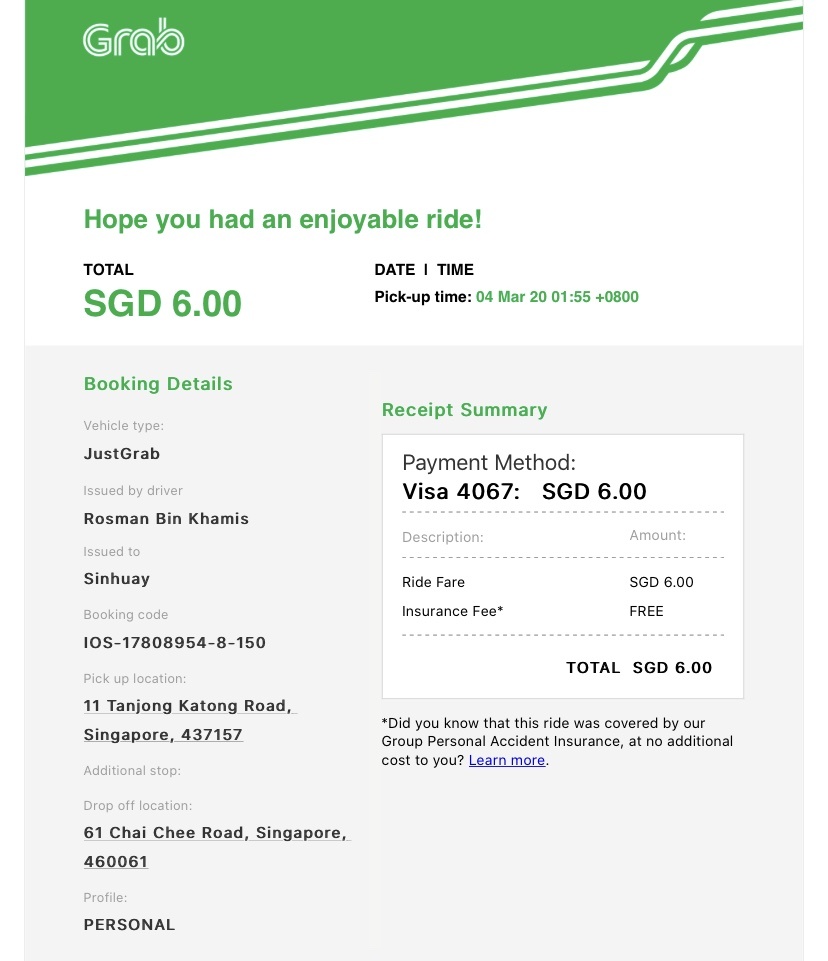 Grab
Hope you had an enjoyable ride!
TOTAL
SGD 6.00
DATE | TIME
Pick-up time: 04 Mar 20 01:55 +0800
Booking Details
Vehicle type:
JustGrab
Issued by driver
Rosman Bin Khamis
Issued to
Sinhuay
Booking code
IOS-17808954-8-150
Pick up location:
11 Tanjong Katong Road,
Singapore, 437157
Additional stop:
Drop off location:
61 Chai Chee Road, Singapore,
460061
Profile:
PERSONAL
Receipt Summary
Payment Method:
Visa 4067: SGD 6.00
Description: Amount:
Ride Fare SGD 6.00
Insurance Fee* FREE
TOTAL SGD 6.00
*Did you know that this ride was covered by our
Group Personal Accident Insurance, at no additional
cost to you? Learn more.